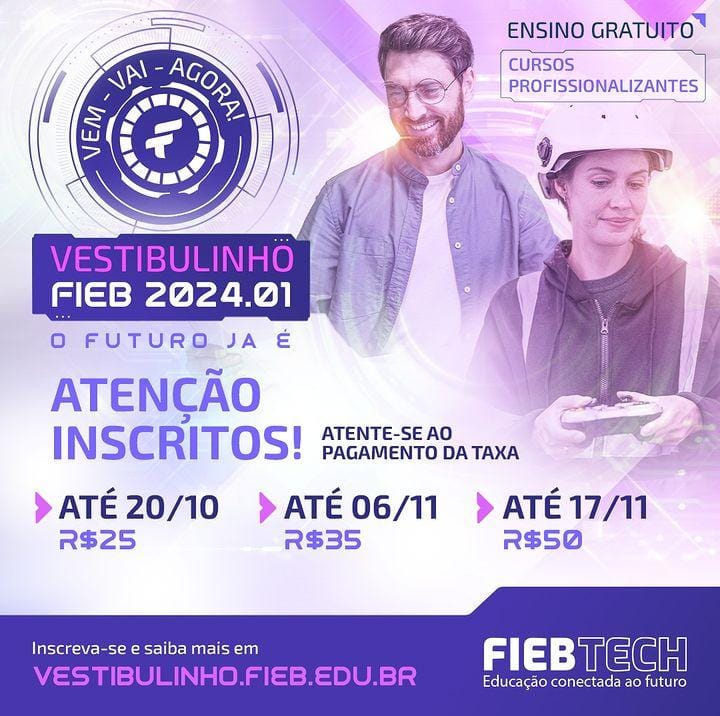 VEM - VAI - AGORA!
ENSINO GRATUITO
CURSOS
PROFISSIONALIZANTES
VESTIBULINHO
FIEB 2024.01
O FUTURO JA É
ATENÇÃO
INSCRITOS!
ATENTE-SE AO
PAGAMENTO DA TAXA
ATÉ 20/10
R$25
ATÉ 06/11
R$35
ATÉ 17/11
R$50
Inscreva-se e saiba mais em
VESTIBULINHO.FIEB.EDU.BR
FIEBTECH
Educação conectada ao futuro